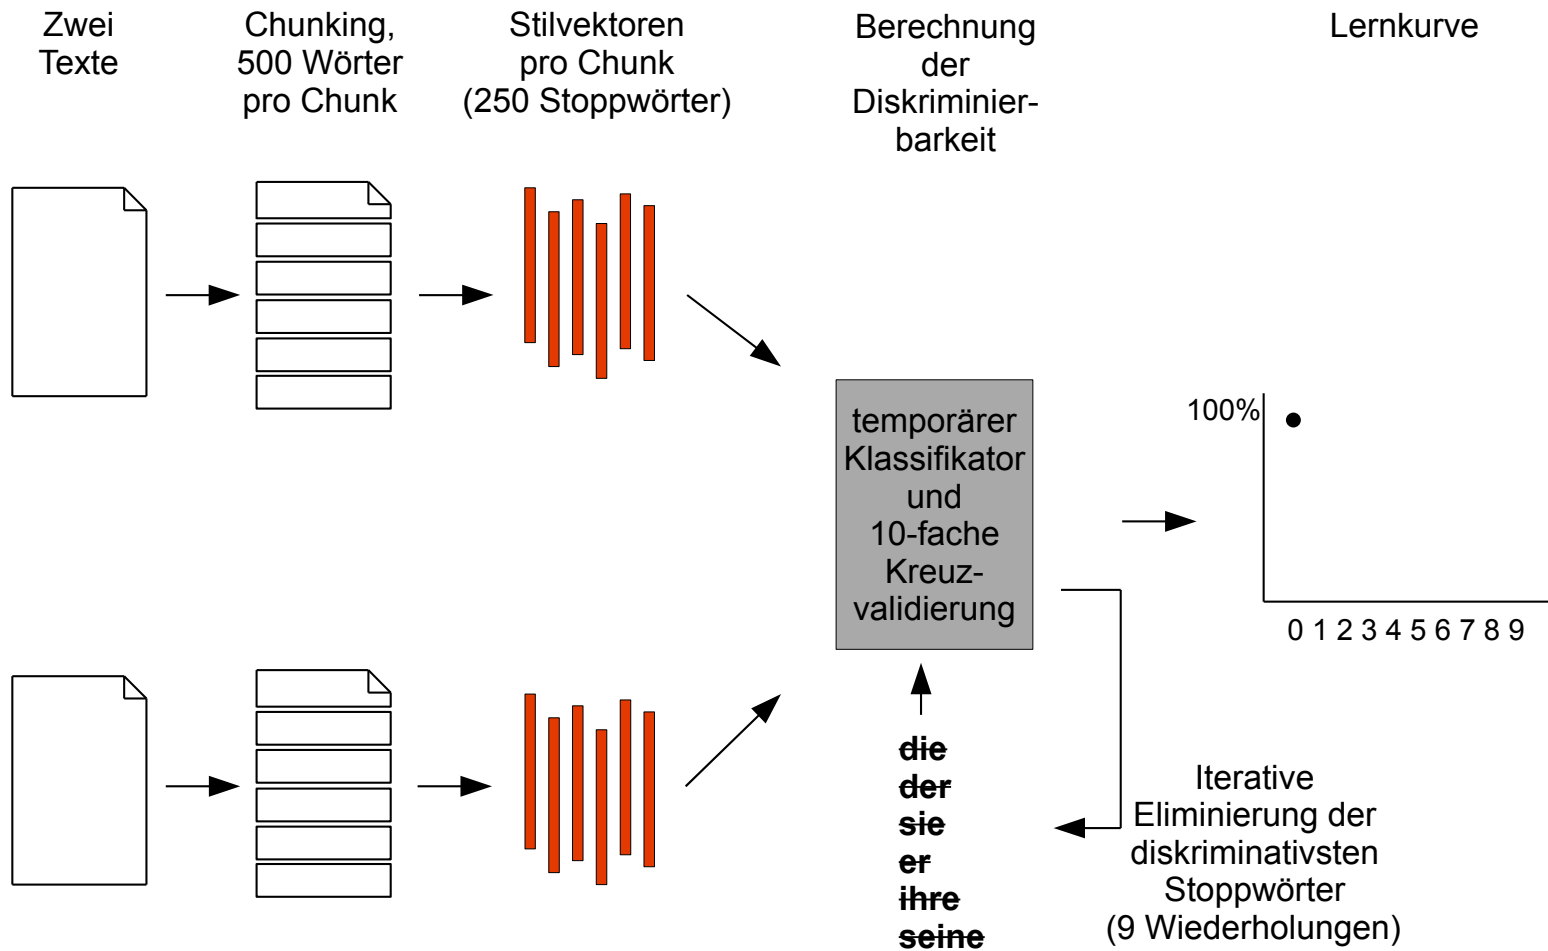 Zwei
Texte
Chunking,
500 Wörter
pro Chunk
Stilvektoren
pro Chunk
(250 Stoppwörter)
Berechnung
der
Diskriminier-
barkeit
Lernkurve
temporärer
Klassifikator
und
10-fache
Kreuz-
validierung
100%
0 1 2 3 4 5 6 7 8 9
die
der
sie
er
ihre
seine
Iterative
Eliminierung der
diskriminativsten
Stoppwörter
(9 Wiederholungen)